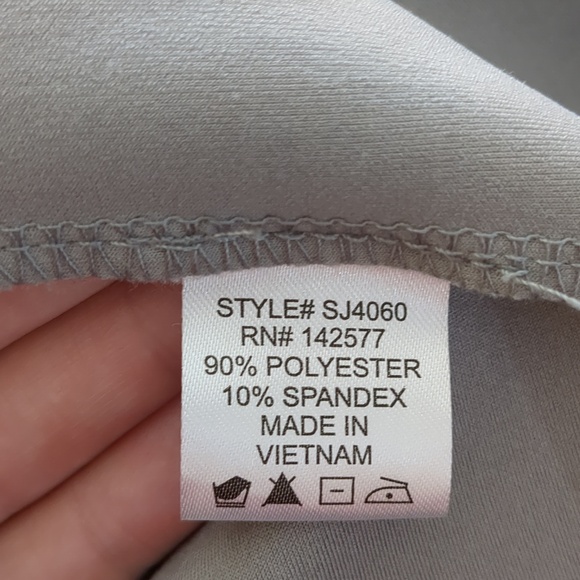 STYLE# SJ4060
RN# 142577
90% POLYESTER
10% SPANDEX
MADE IN
VIETNAM